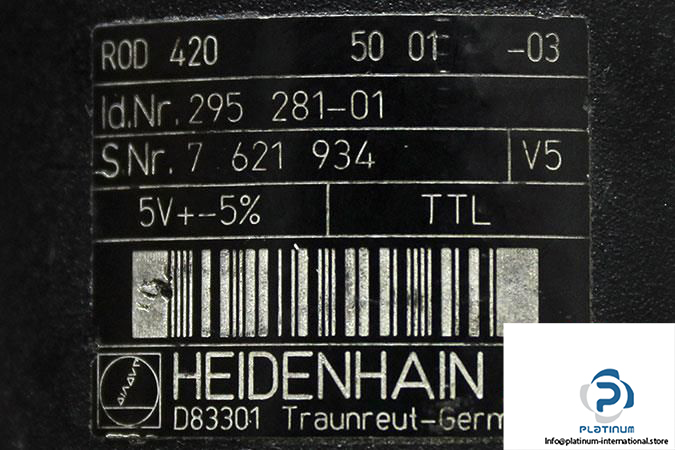 ROD 420 50 01 -03
Id.Nr. 295 281-01
S.Nr. 7 621 934 V5
5V+-5% TTL
HEIDENHAIN
D83301 Traunreut-Germ
PLATINUM
Info@platinum-international.store